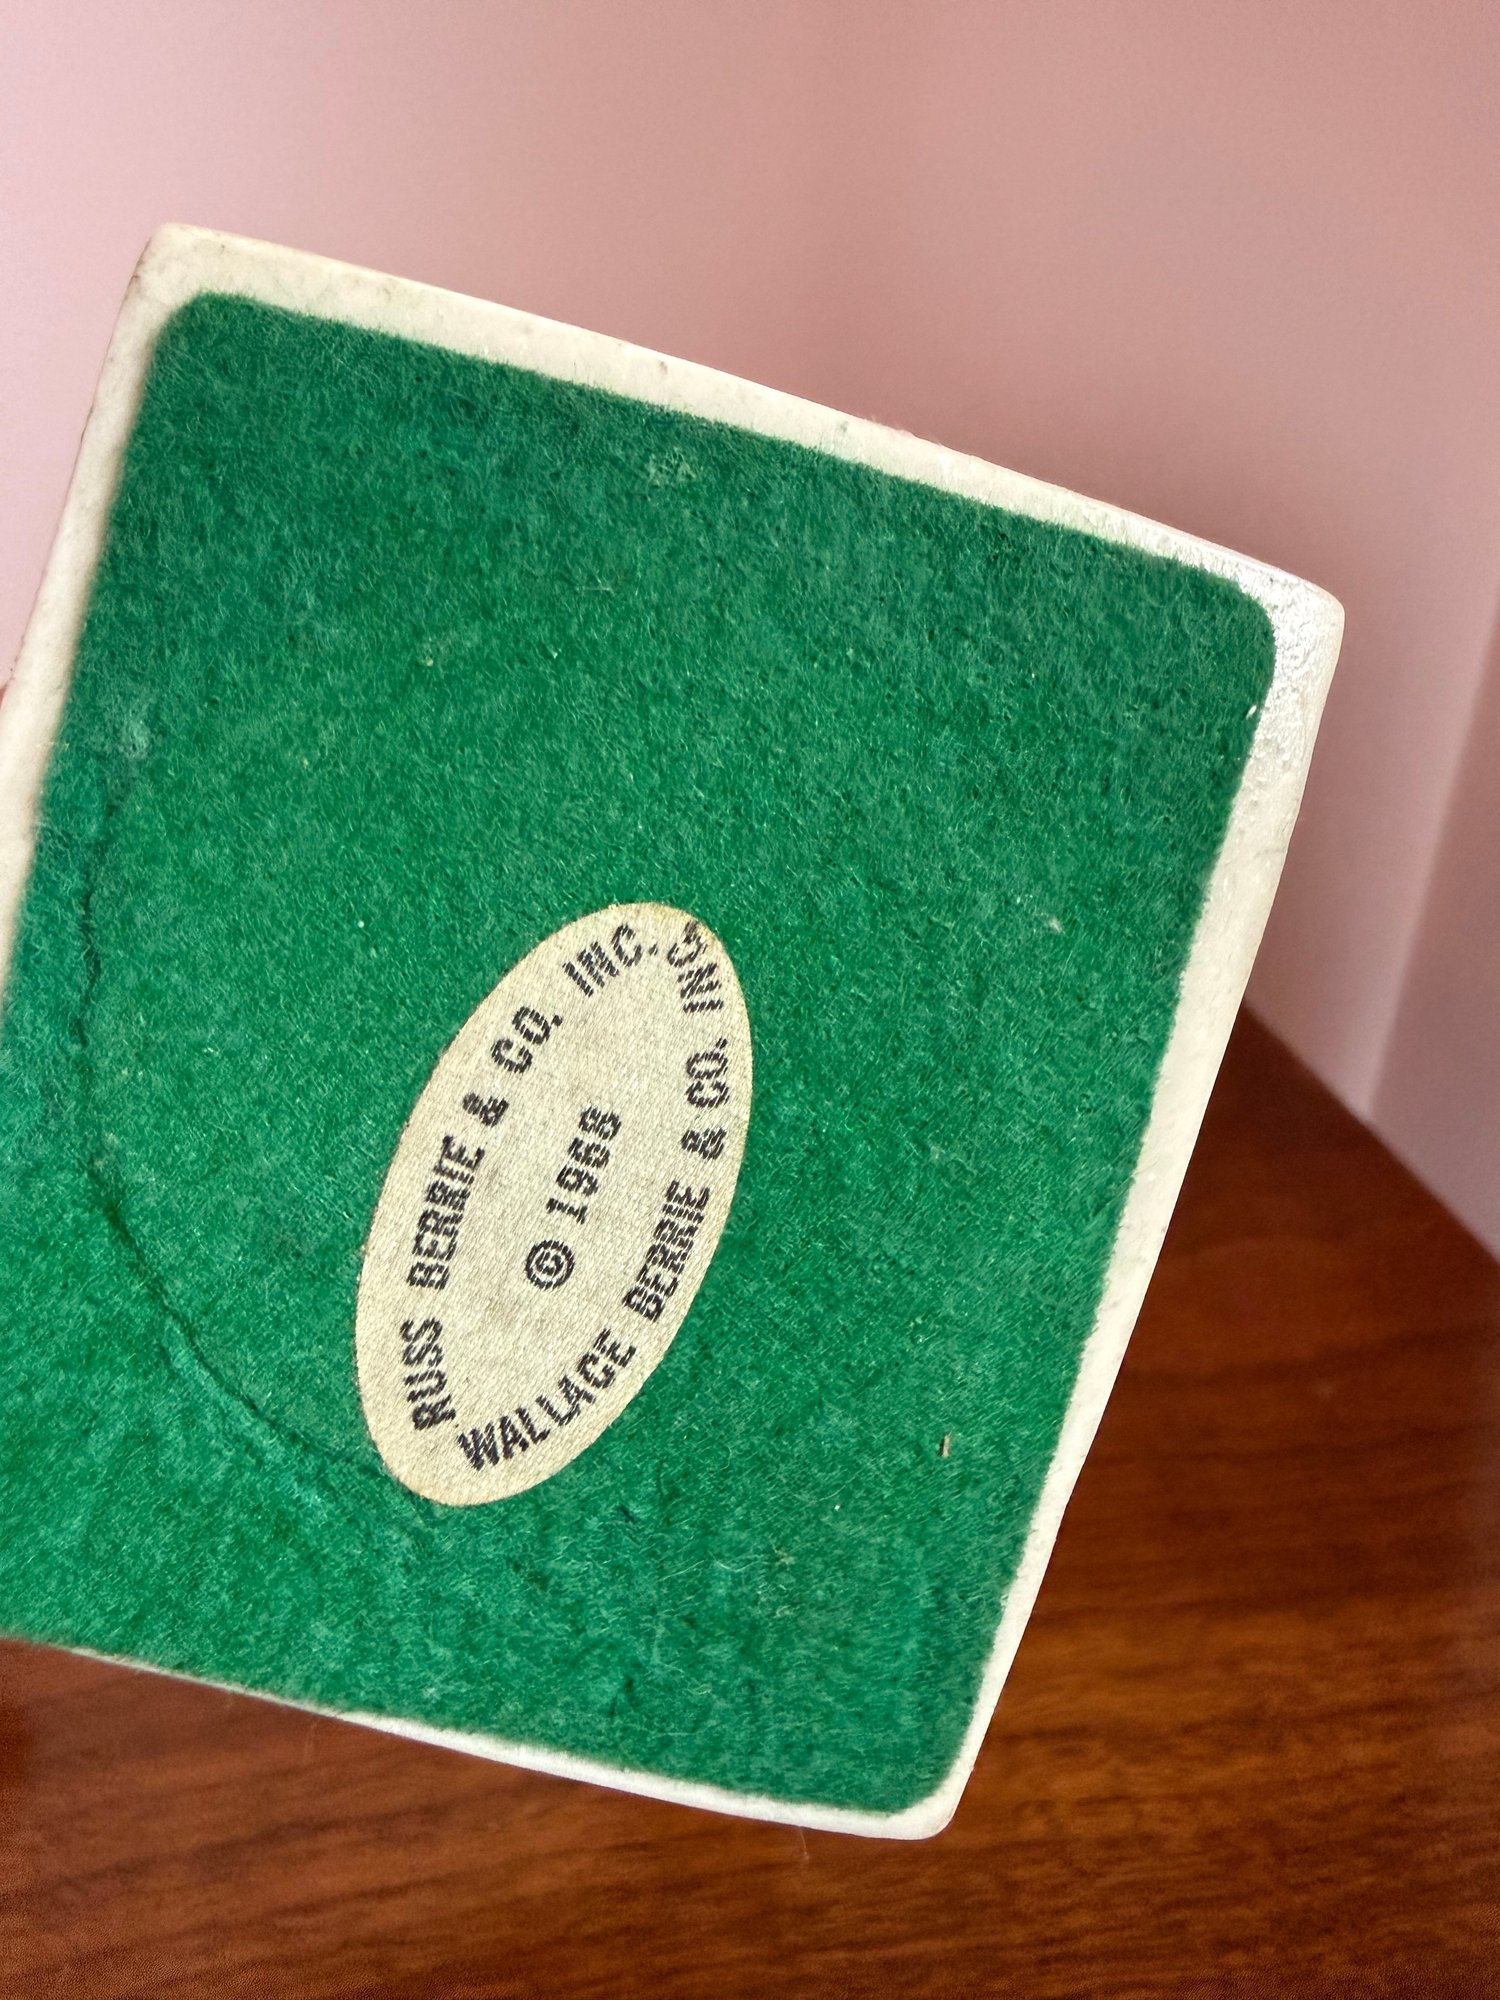 RUSS BERRIE & CO. INC.
© 1968
WALLACE BERRIE & CO. INC